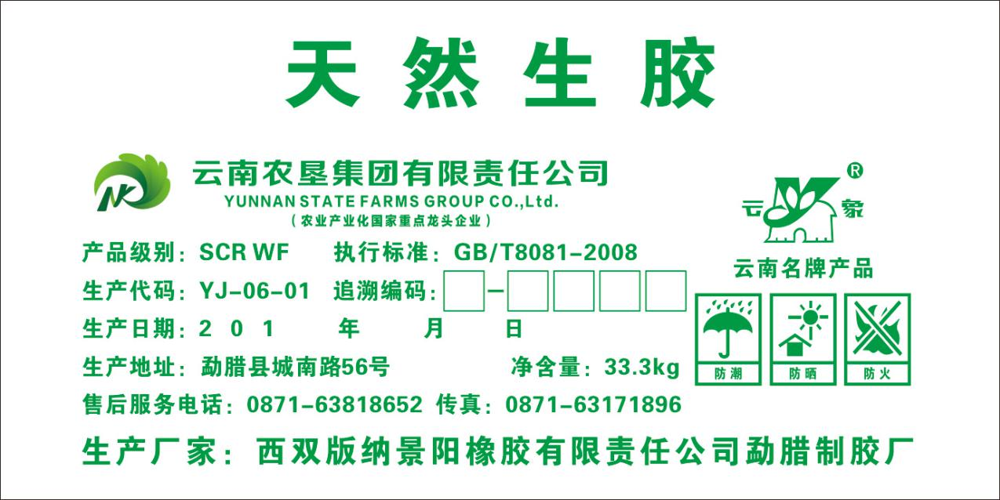 天然生胶
NK
云南农垦集团有限责任公司
YUNNAN STATE FARMS GROUP CO.,Ltd.
（农业产业化国家重点龙头企业）
云象®
云南名牌产品
产品级别：SCR WF 执行标准：GB/T8081-2008
生产代码：YJ-06-01 追溯编码：□-□□□□
生产日期：201 年 月 日
生产地址：勐腊县城南路56号 净含量：33.3kg
防潮 防晒 防火
售后服务电话：0871-63818652 传真：0871-63171896
生产厂家：西双版纳景阳橡胶有限责任公司勐腊制胶厂